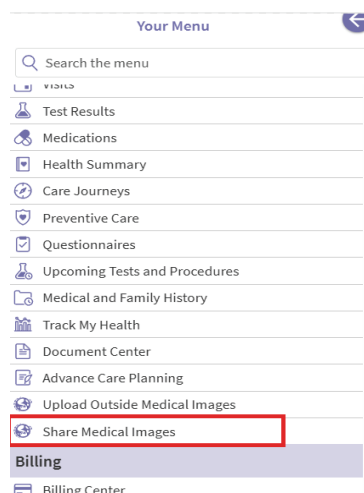 Your Menu
Search the menu
Visits
Test Results
Medications
Health Summary
Care Journeys
Preventive Care
Questionnaires
Upcoming Tests and Procedures
Medical and Family History
Track My Health
Document Center
Advance Care Planning
Upload Outside Medical Images
Share Medical Images
Billing
Billing Center